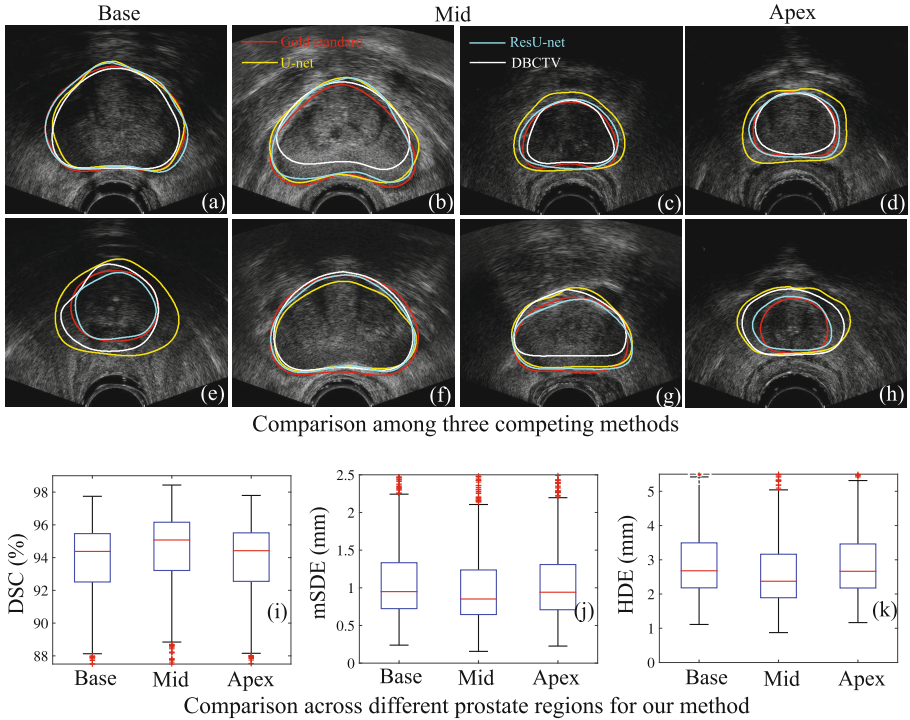 Base
Mid
Apex
Gold standard
U-net
ResU-net
DBCTV
(a)
(b)
(c)
(d)
(e)
(f)
(g)
(h)
Comparison among three competing methods
DSC (%)
98
96
94
92
90
88
Base
Mid
Apex
(i)
mSDE (mm)
2.5
2
1.5
1
0.5
0
Base
Mid
Apex
(j)
HDE (mm)
5
4
3
2
1
0
Base
Mid
Apex
(k)
Comparison across different prostate regions for our method